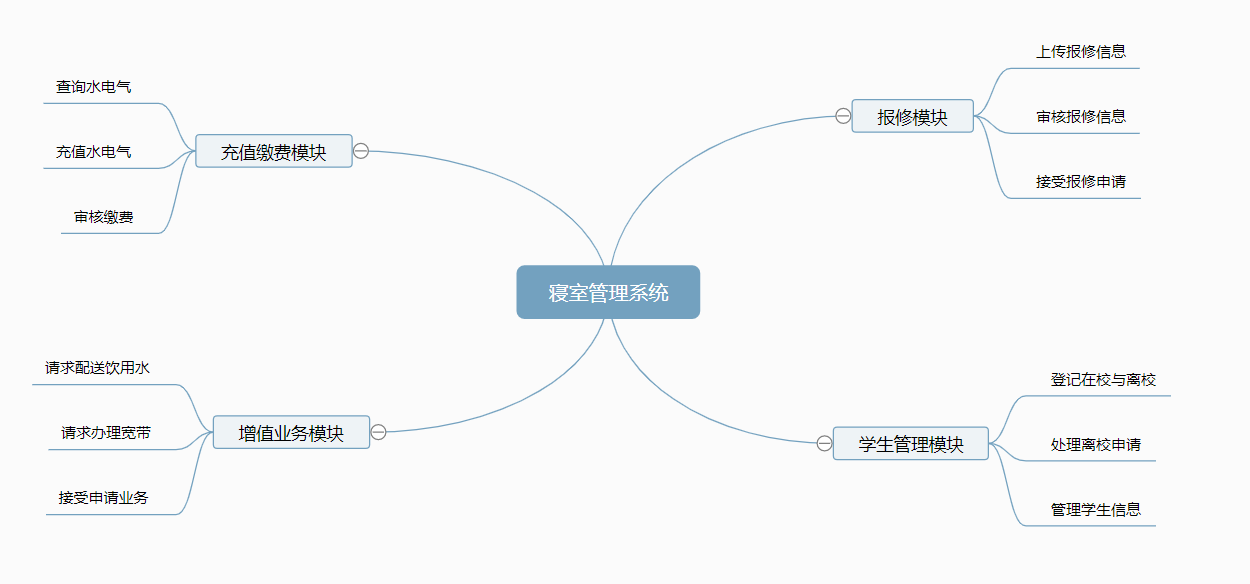 寝室管理系统
充值缴费模块
查询水电气
充值水电气
审核缴费
报修模块
上传报修信息
审核报修信息
接受报修申请
增值业务模块
请求配送饮用水
请求办理宽带
接受申请业务
学生管理模块
登记在校与离校
处理离校申请
管理学生信息